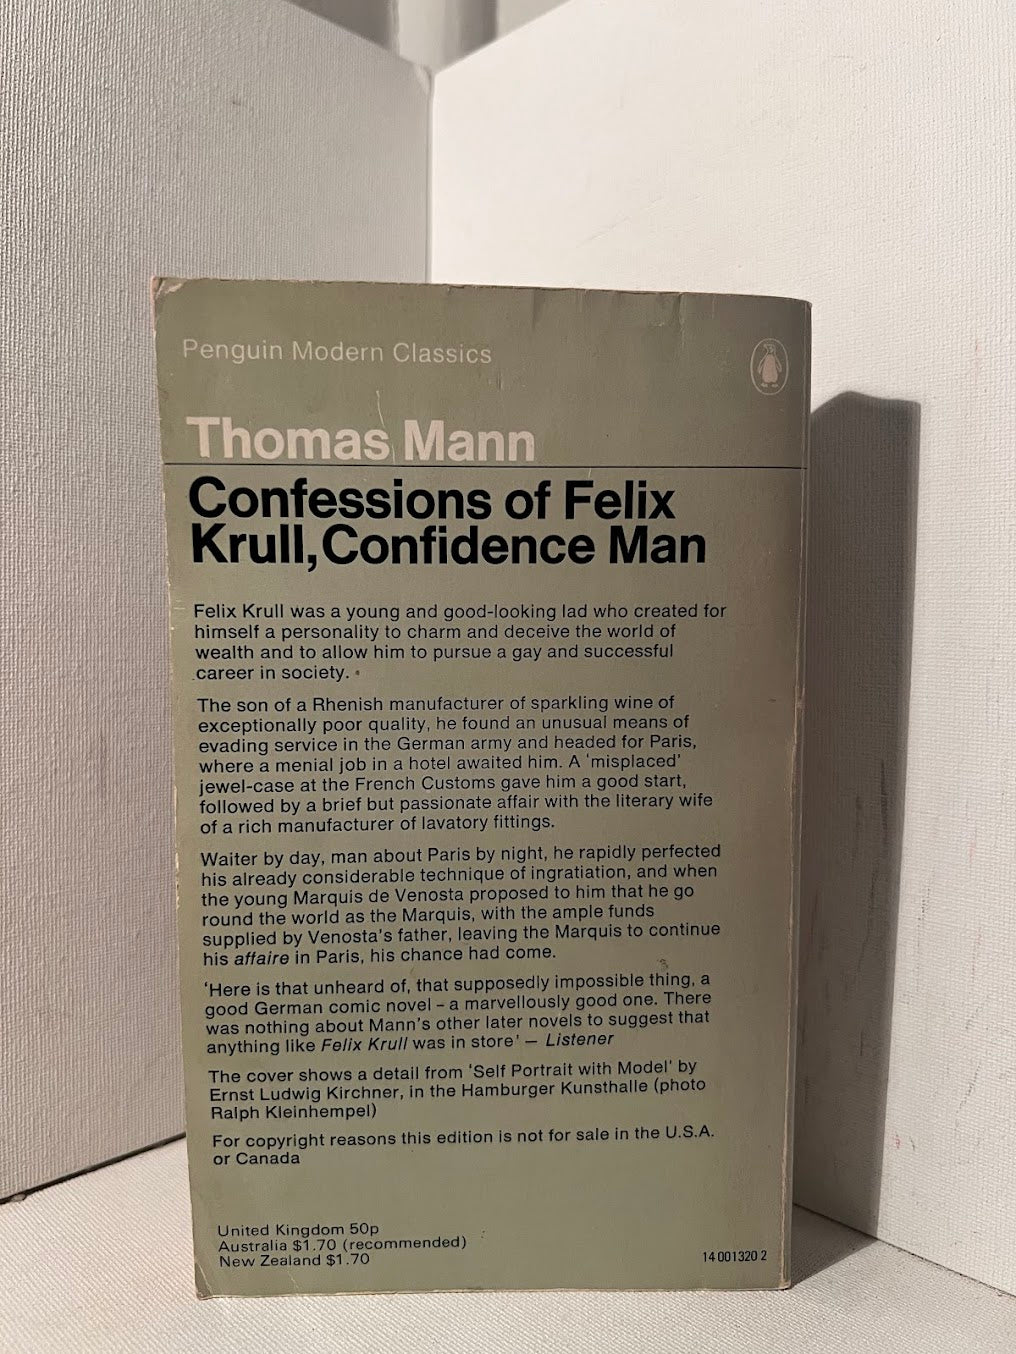 Penguin Modern Classics
Thomas Mann
Confessions of Felix
Krull, Confidence Man
Felix Krull was a young and good-looking lad who created for
himself a personality to charm and deceive the world of
wealth and to allow him to pursue a gay and successful
career in society.
The son of a Rhenish manufacturer of sparkling wine of
exceptionally poor quality, he found an unusual means of
evading service in the German army and headed for Paris,
where a menial job in a hotel awaited him. A 'misplaced'
jewel-case at the French Customs gave him a good start,
followed by a brief but passionate affair with the literary wife
of a rich manufacturer of lavatory fittings.
Waiter by day, man about Paris by night, he rapidly perfected
his already considerable technique of ingratiation, and when
the young Marquis de Venosta proposed to him that he go
round the world as the Marquis, with the ample funds
supplied by Venosta's father, leaving the Marquis to continue
his affaire in Paris, his chance had come.
'Here is that unheard of, that supposedly impossible thing, a
good German comic novel – a marvellously good one. There
was nothing about Mann's other later novels to suggest that
anything like Felix Krull was in store' – Listener
The cover shows a detail from 'Self Portrait with Model' by
Ernst Ludwig Kirchner, in the Hamburger Kunsthalle (photo
Ralph Kleinhempel)
For copyright reasons this edition is not for sale in the U.S.A.
or Canada
United Kingdom 50p
Australia $1.70 (recommended)
New Zealand $1.70
14 001320 2